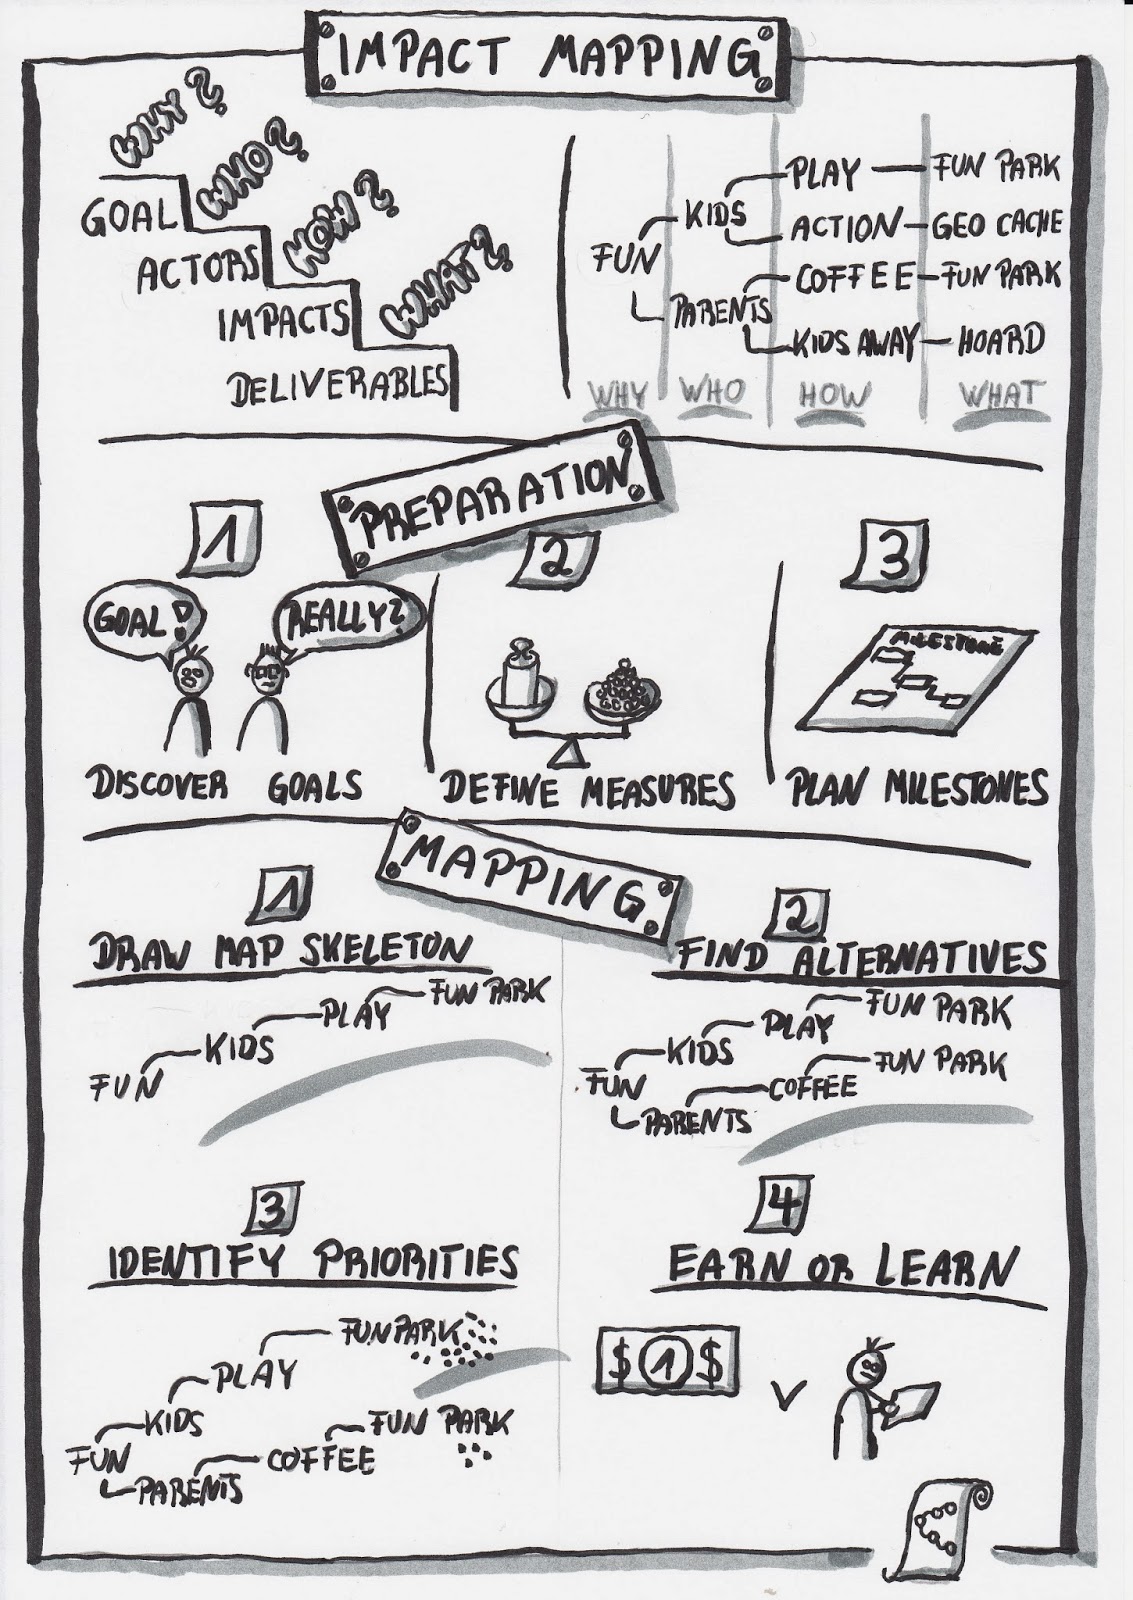 IMPACT MAPPING
WHY?
GOAL
WHO?
ACTORS
HOW?
IMPACTS
WHAT?
DELIVERABLES
FUN
KIDS
PLAY FUN PARK
ACTION GEO CACHE
PARENTS
COFFEE FUN PARK
KIDS AWAY HOARD
WHY WHO HOW WHAT
PREPARATION
1
GOAL!
REALLY?
DISCOVER GOALS
2
DEFINE MEASURES
3
MILESTONE
PLAN MILESTONES
MAPPING
1
DRAW MAP SKELETON
FUN PARK
PLAY
KIDS
FUN
2
FIND ALTERNATIVES
FUN PARK
PLAY
KIDS
FUN
FUN PARK
COFFEE
PARENTS
3
IDENTIFY PRIORITIES
FUN PARK
PLAY
KIDS
FUN
FUN PARK
COFFEE
PARENTS
4
EARN OR LEARN
$ 1 $
V